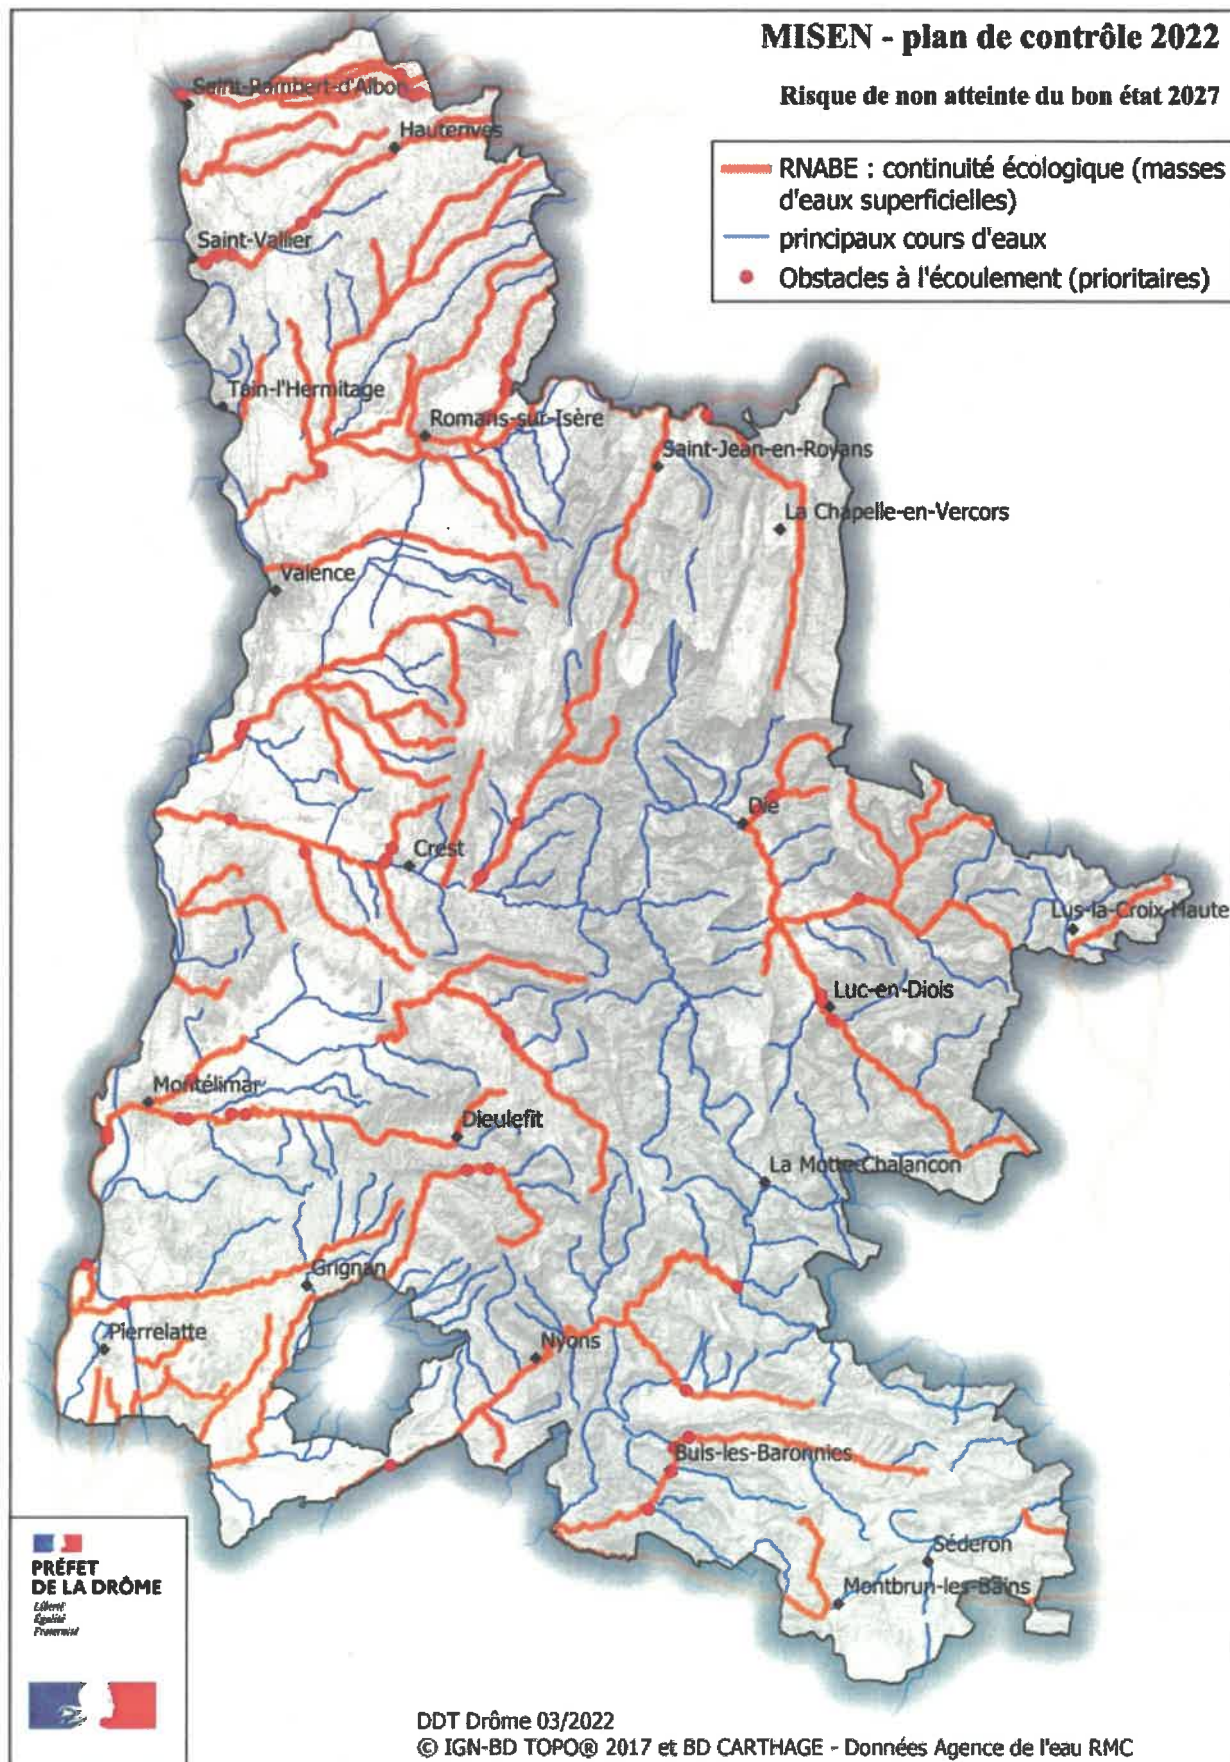 MISEN - plan de contrôle 2022
Risque de non atteinte du bon état 2027
RNABE : continuité écologique (masses
d'eaux superficielles)
principaux cours d'eaux
Obstacles à l'écoulement (prioritaires)
Saint-Rambert-d'Albon
Hauterives
Saint-Vallier
Tain-l'Hermitage
Romans-sur-Isère
Saint-Jean-en-Royans
La Chapelle-en-Vercors
Valence
Die
Crest
Lus-la-Croix-Haute
Luc-en-Diois
Montélimar
Dieulefit
La Motte-Chalancon
Grignan
Pierrelatte
Nyons
Buis-les-Baronnies
Séderon
Montbrun-les-Bains
PRÉFET
DE LA DRÔME
Liberté
Égalité
Fraternité
DDT Drôme 03/2022
© IGN-BD TOPO® 2017 et BD CARTHAGE - Données Agence de l'eau RMC